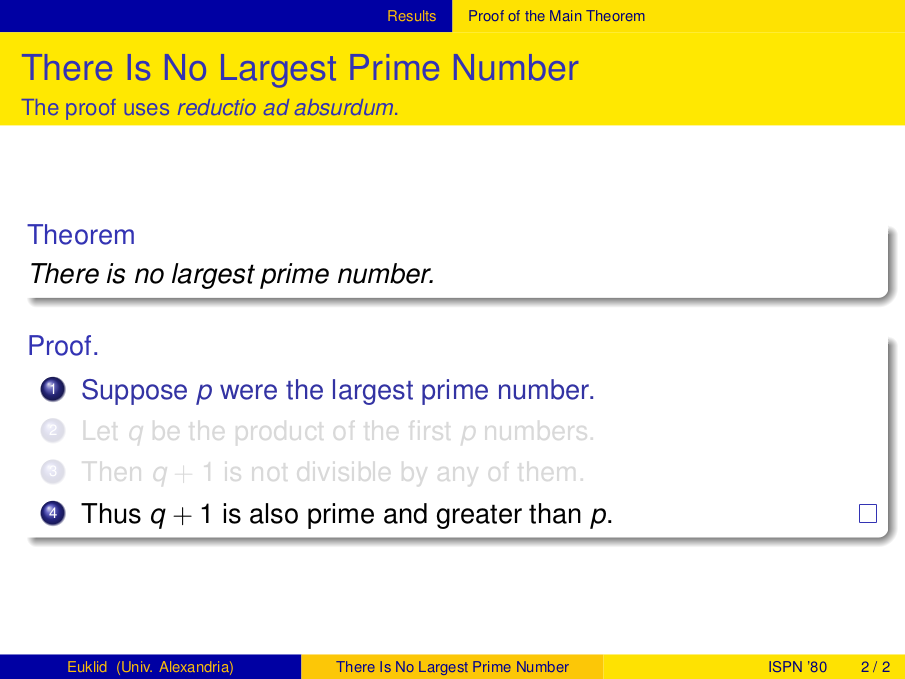 Results Proof of the Main Theorem
There Is No Largest Prime Number
The proof uses reductio ad absurdum.
Theorem
There is no largest prime number.
Proof.
1 Suppose p were the largest prime number.
2 Let q be the product of the first p numbers.
3 Then q + 1 is not divisible by any of them.
4 Thus q + 1 is also prime and greater than p. □
Euklid (Univ. Alexandria) There Is No Largest Prime Number ISPN ’80 2 / 2